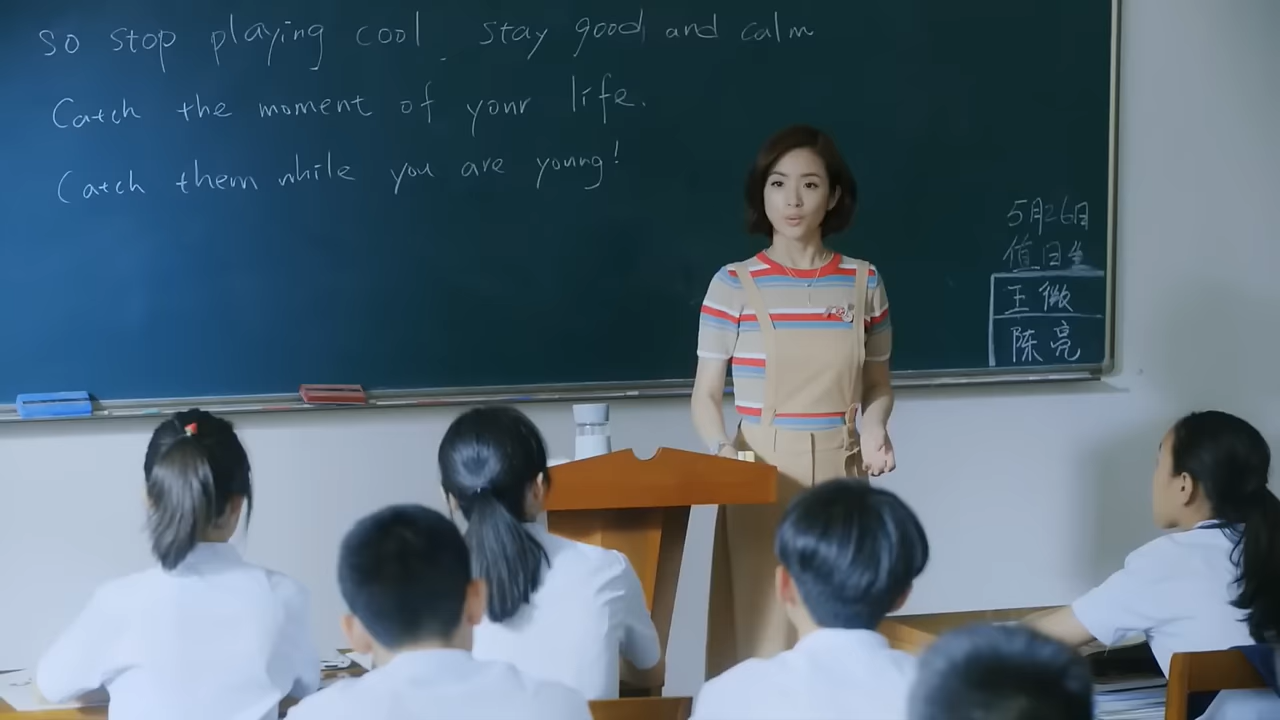 So stop playing cool. stay good and calm
Catch the moment of your life.
Catch them while you are young!
5月26日
值日生
王微
陈亮